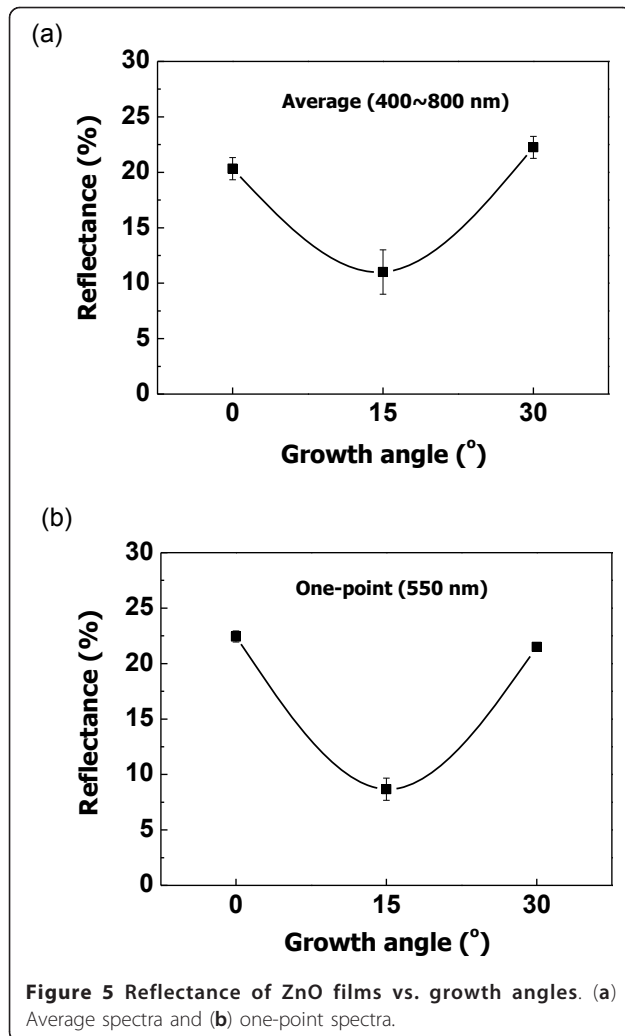 (a)
30
25
20
15
10
5
0
Reflectance (%)
Average (400~800 nm)
0 15 30
Growth angle (°)
(b)
30
25
20
15
10
5
0
Reflectance (%)
One-point (550 nm)
0 15 30
Growth angle (°)
Figure 5 Reflectance of ZnO films vs. growth angles. (a)
Average spectra and (b) one-point spectra.